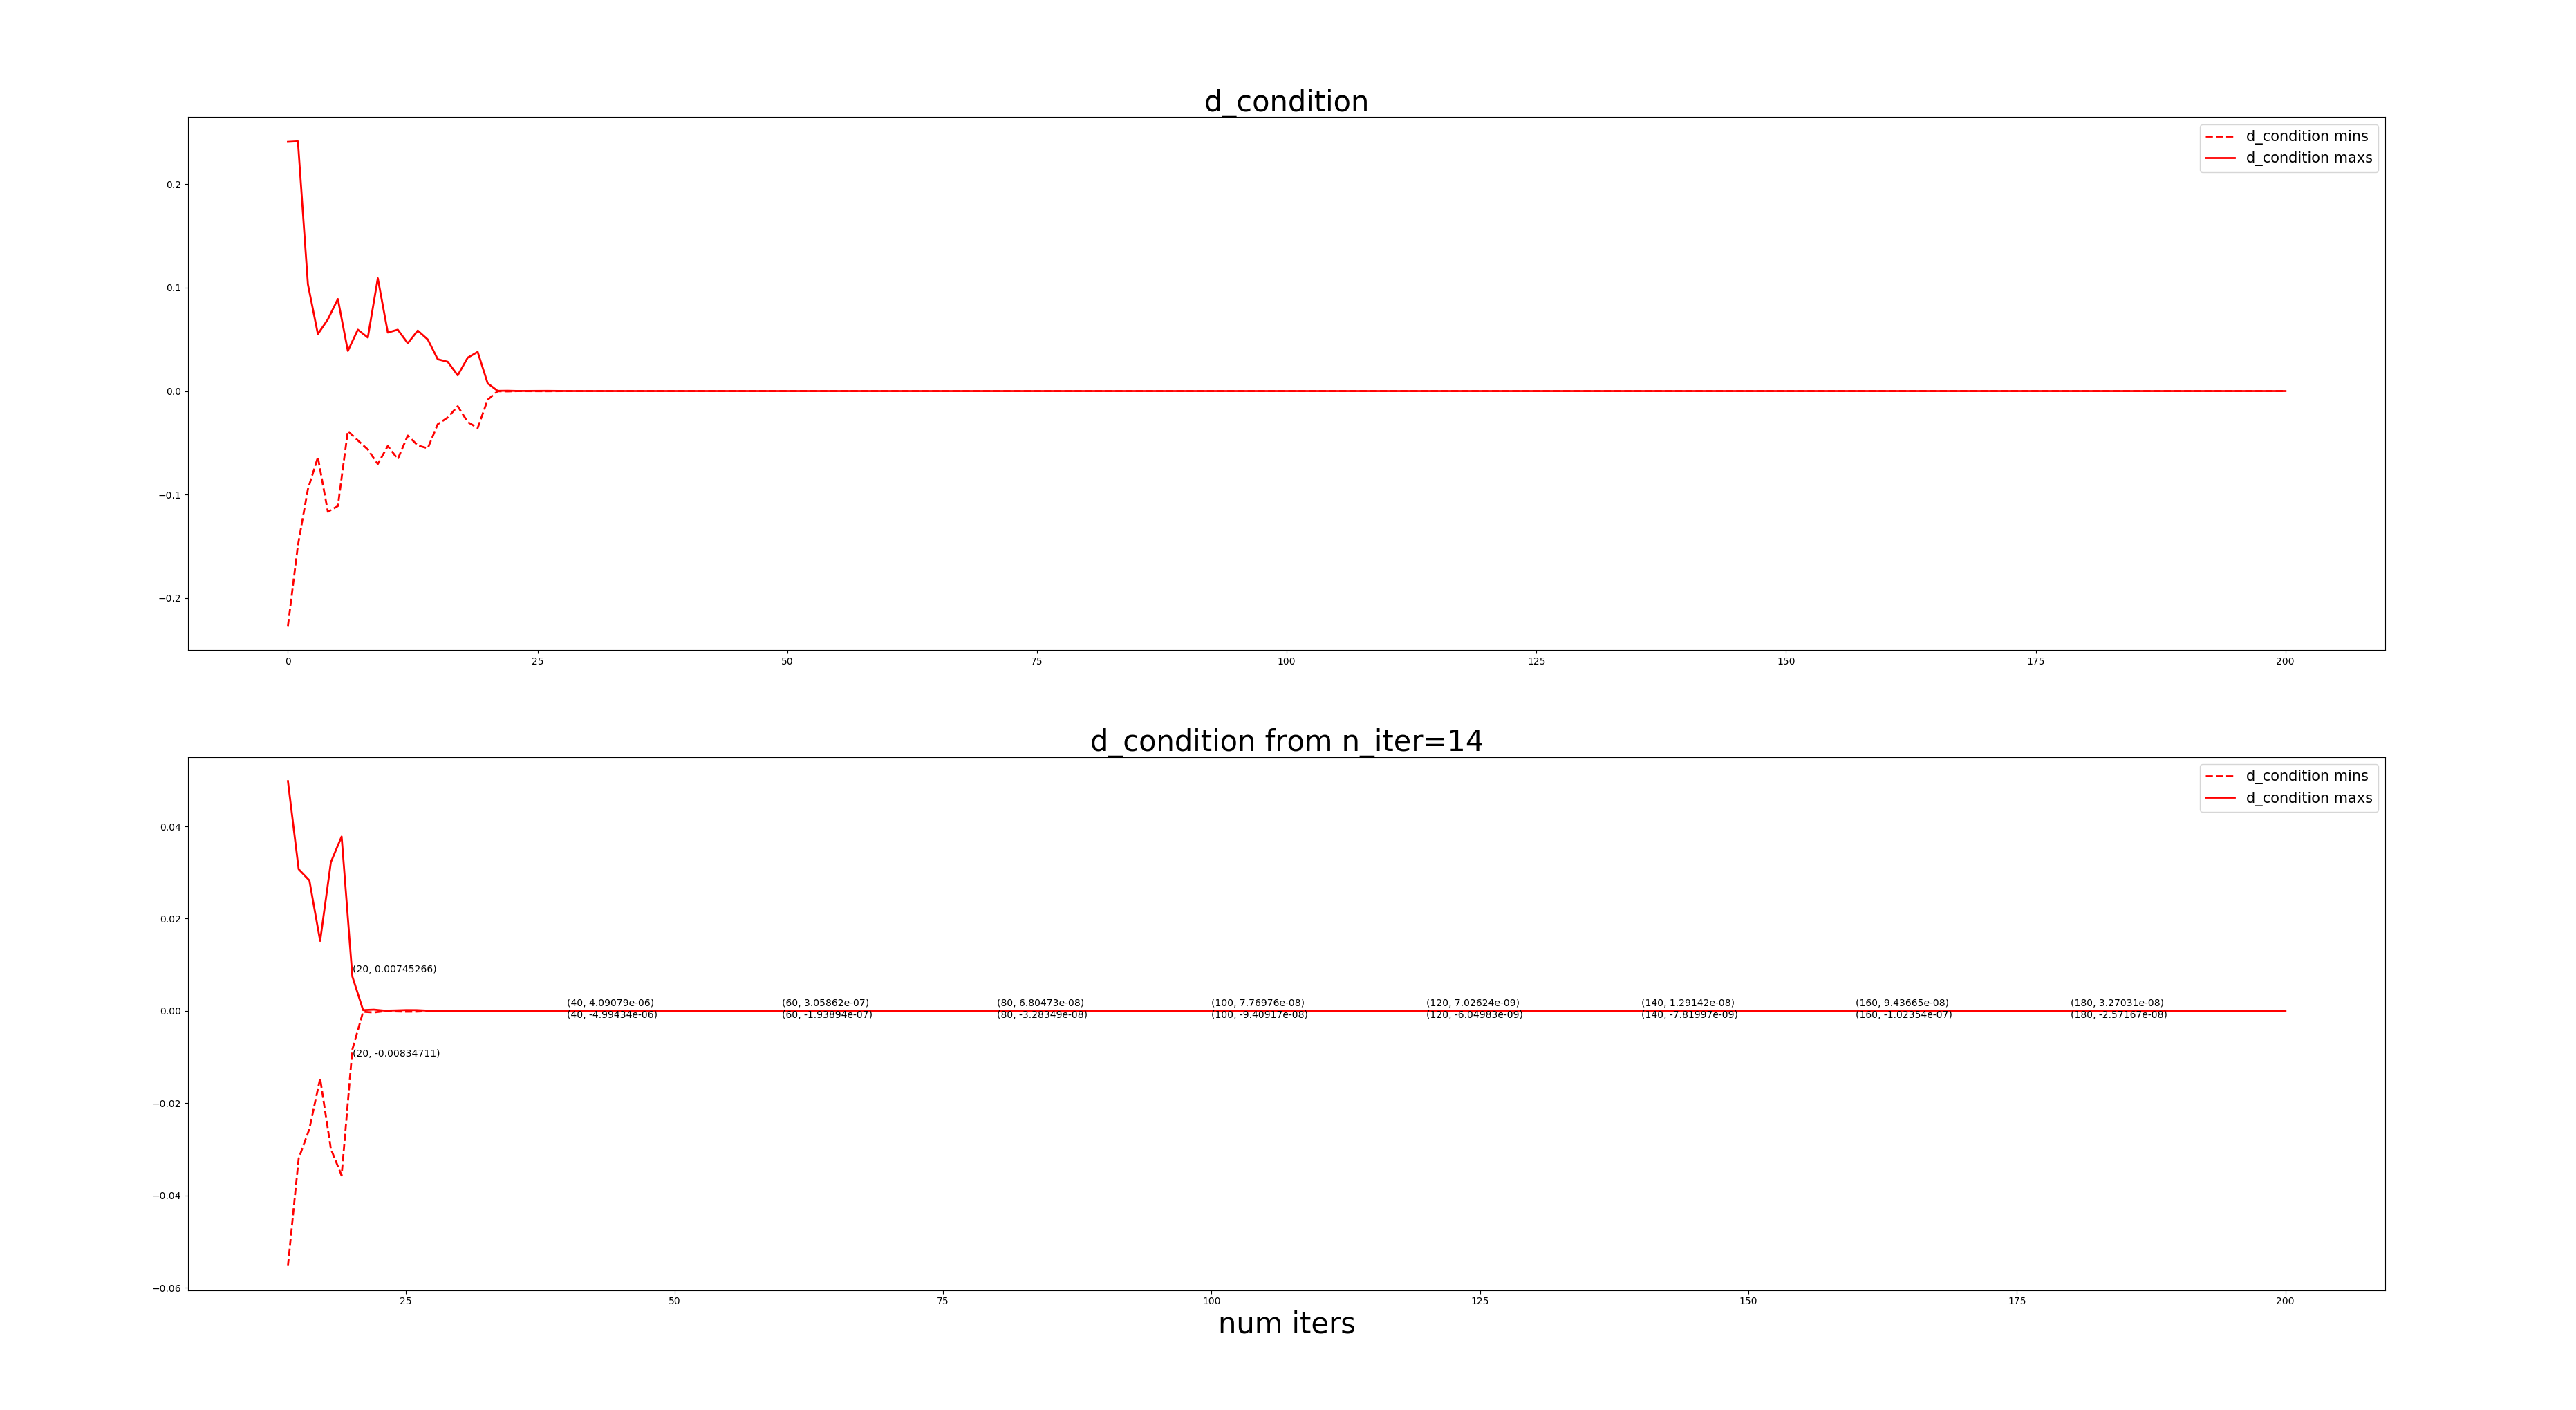 d_condition
d_condition mins
d_condition maxs
0.2
0.1
0.0
−0.1
−0.2
0 25 50 75 100 125 150 175 200
d_condition from n_iter=14
d_condition mins
d_condition maxs
0.04
0.02
0.00
−0.02
−0.04
−0.06
(20, 0.00745266)
(40, 4.09079e-06) (60, 3.05862e-07) (80, 6.80473e-08) (100, 7.76976e-08) (120, 7.02624e-09) (140, 1.29142e-08) (160, 9.43665e-08) (180, 3.27031e-08)
(40, -4.99434e-06) (60, -1.93894e-07) (80, -3.28349e-08) (100, -9.40917e-08) (120, -6.04983e-09) (140, -7.81997e-09) (160, -1.02354e-07) (180, -2.57167e-08)
(20, -0.00834711)
25 50 75 100 125 150 175 200
num iters